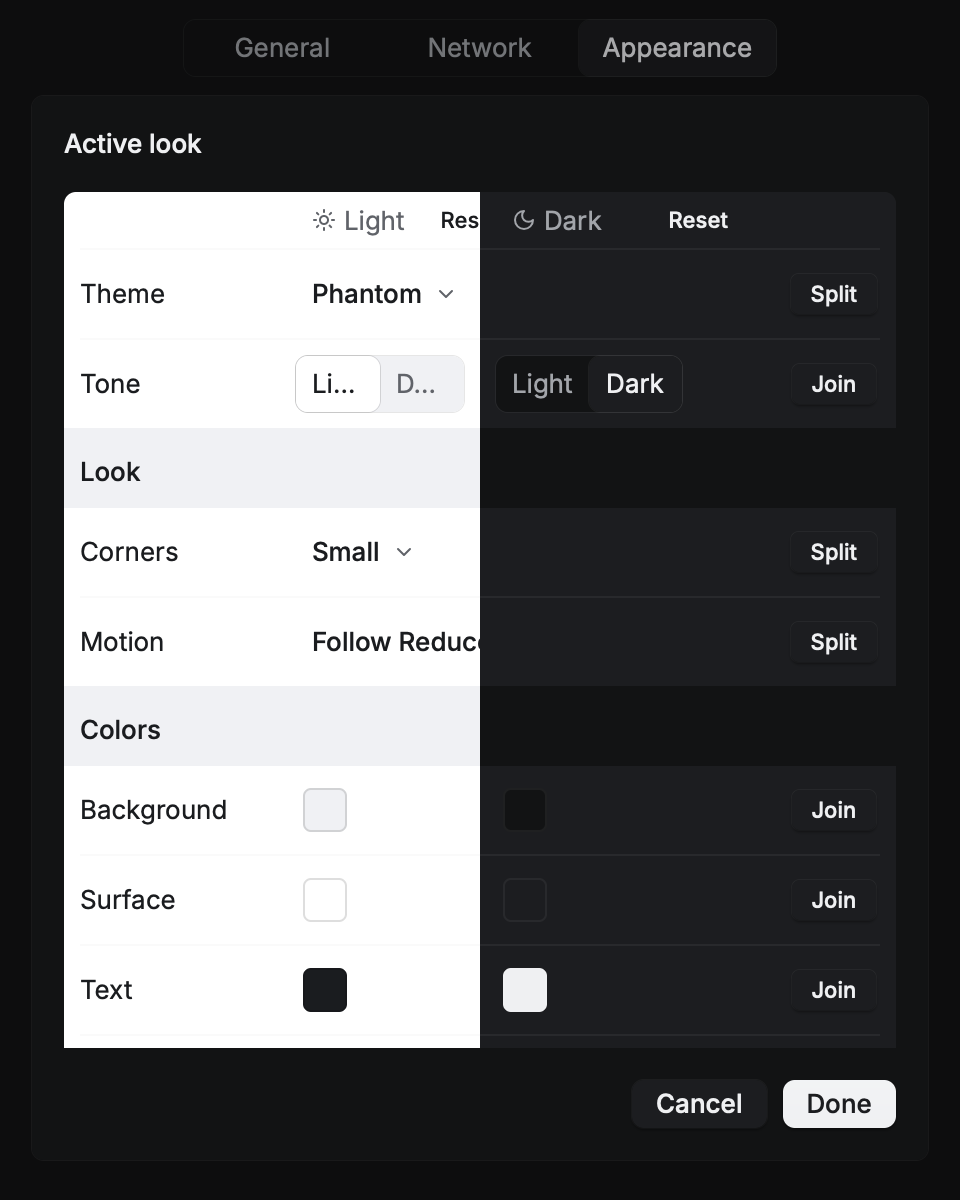 General Network Appearance
Active look
Light Res Dark Reset
Theme Phantom Split
Tone Li... D... Light Dark Join
Look
Corners Small Split
Motion Follow Reduc Split
Colors
Background Join
Surface Join
Text Join
Cancel Done